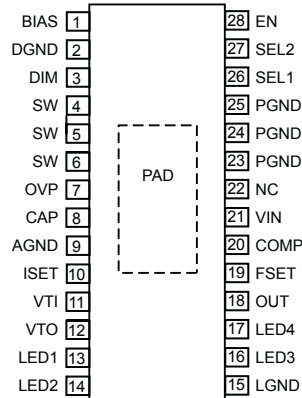 BIAS 1 28 EN
DGND 2 27 SEL2
DIM 3 26 SEL1
SW 4 25 PGND
SW 5 24 PGND
SW 6 23 PGND
PAD
OVP 7 22 NC
CAP 8 21 VIN
AGND 9 20 COMP
ISET 10 19 FSET
VTI 11 18 OUT
VTO 12 17 LED4
LED1 13 16 LED3
LED2 14 15 LGND